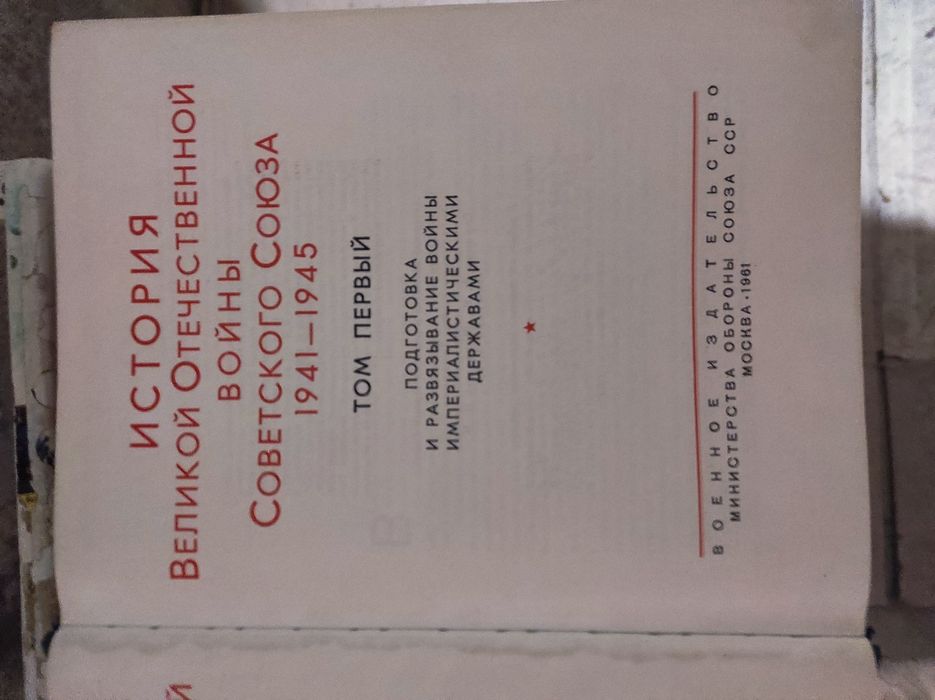 ИСТОРИЯ
ВЕЛИКОЙ ОТЕЧЕСТВЕННОЙ
ВОЙНЫ
СОВЕТСКОГО СОЮЗА
1941—1945
ТОМ ПЕРВЫЙ
ПОДГОТОВКА
И РАЗВЯЗЫВАНИЕ ВОЙНЫ
ИМПЕРИАЛИСТИЧЕСКИМИ
ДЕРЖАВАМИ
ВОЕННОЕ ИЗДАТЕЛЬСТВО
МИНИСТЕРСТВА ОБОРОНЫ СОЮЗА ССР
МОСКВА · 1961